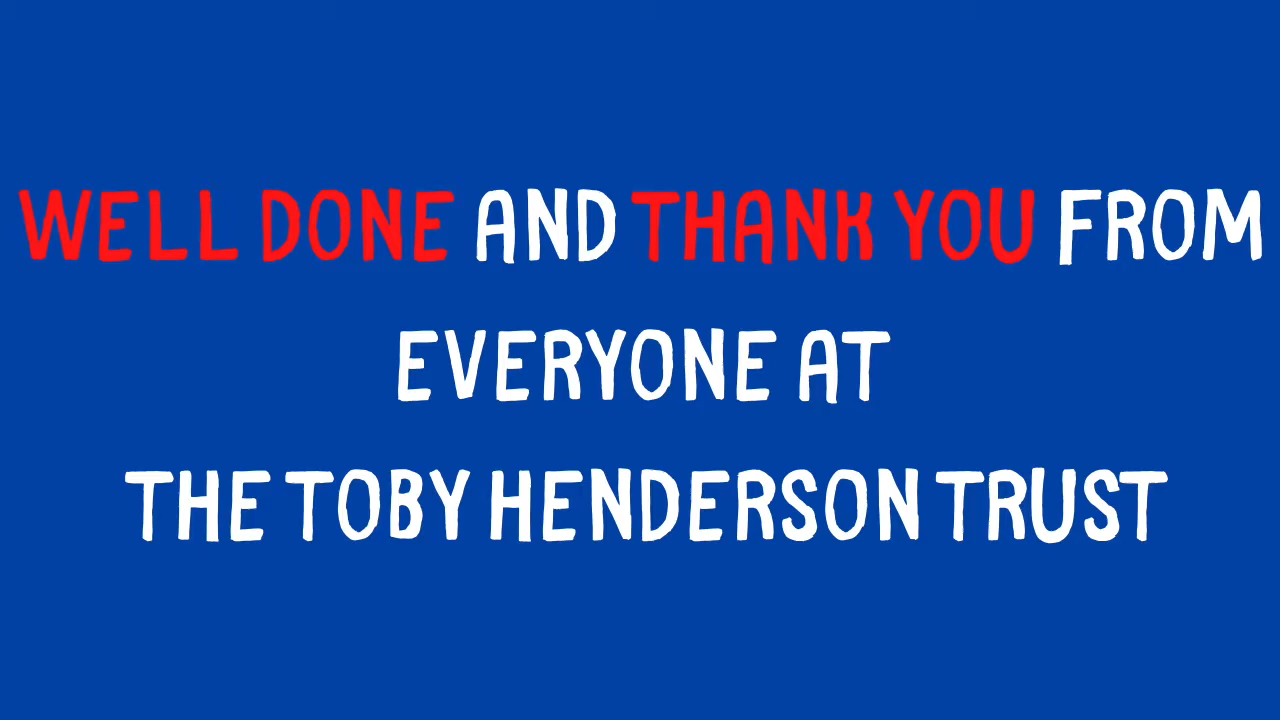 WELL DONE AND THANK YOU FROM
EVERYONE AT
THE TOBY HENDERSON TRUST